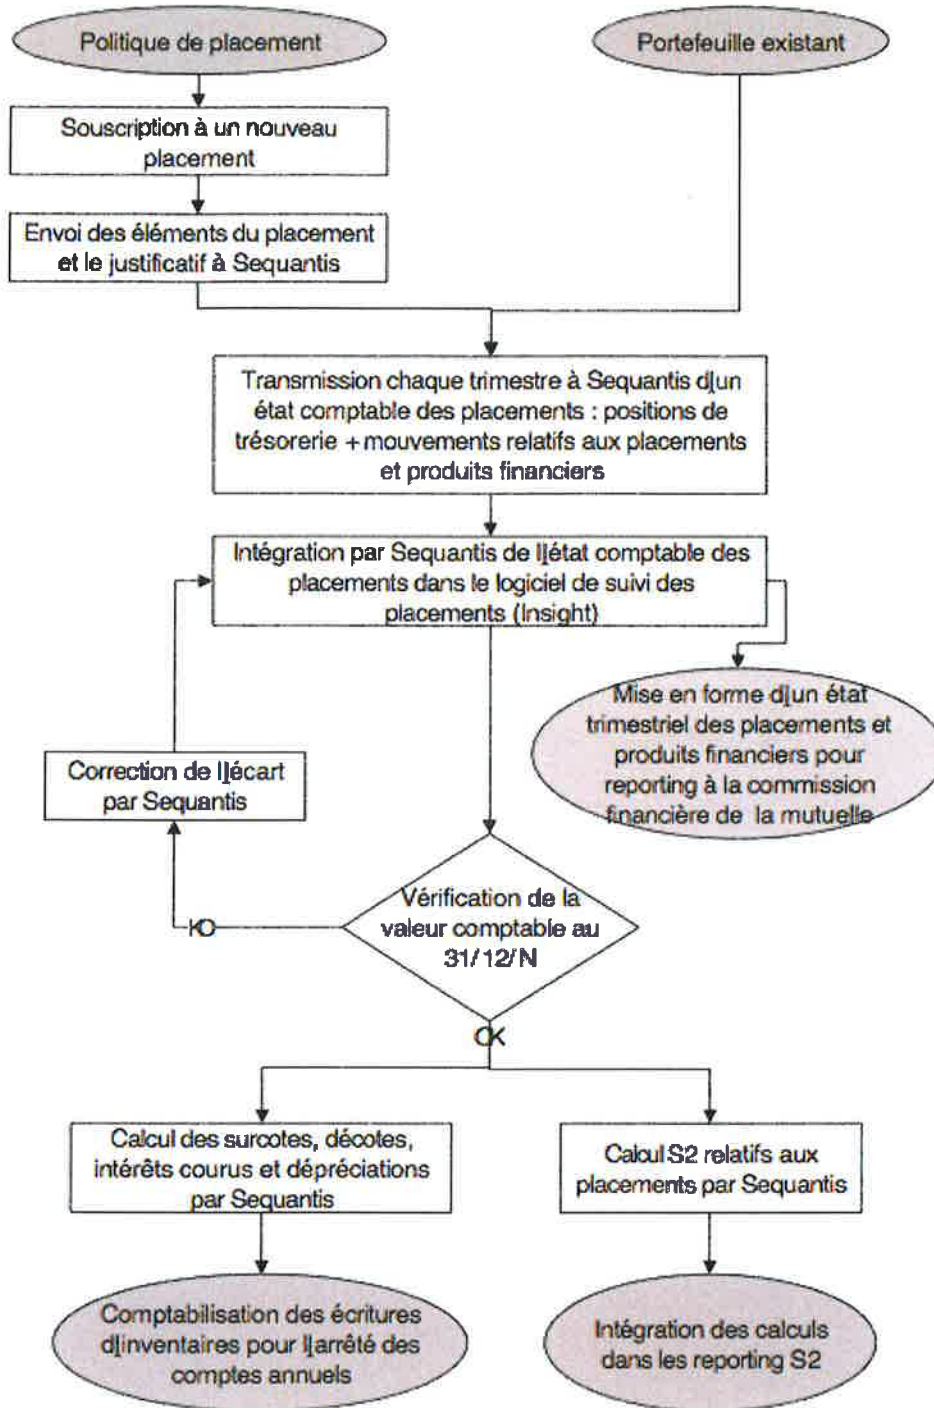 Politique de placement
Portefeuille existant
Souscription à un nouveau
placement
Envoi des éléments du placement
et le justificatif à Sequantis
Transmission chaque trimestre à Sequantis d|un
état comptable des placements : positions de
trésorerie + mouvements relatifs aux placements
et produits financiers
Intégration par Sequantis de l|état comptable des
placements dans le logiciel de suivi des
placements (Insight)
Mise en forme d|un état
trimestriel des placements et
produits financiers pour
reporting à la commission
financière de la mutuelle
Correction de l|écart
par Sequantis
Vérification de la
valeur comptable au
31/12/N
KO
OK
Calcul des surcotes, décotes,
intérêts courus et dépréciations
par Sequantis
Calcul S2 relatifs aux
placements par Sequantis
Comptabilisation des écritures
d|inventaires pour l|arrêté des
comptes annuels
Intégration des calculs
dans les reporting S2